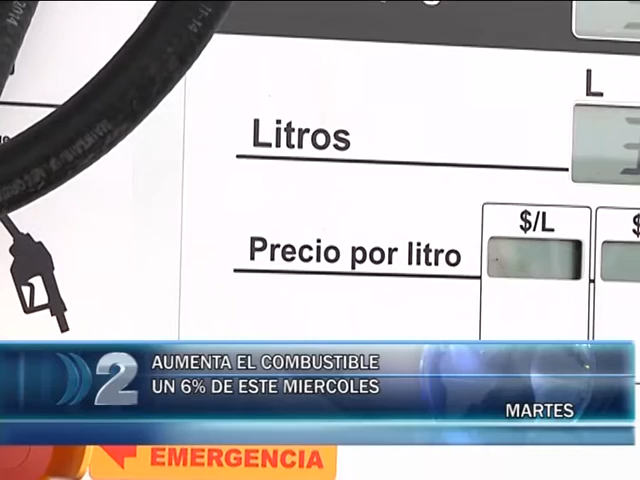 L
Litros
$/L
$
Precio por litro
2
AUMENTA EL COMBUSTIBLE
UN 6% DE ESTE MIERCOLES
MARTES
EMERGENCIA